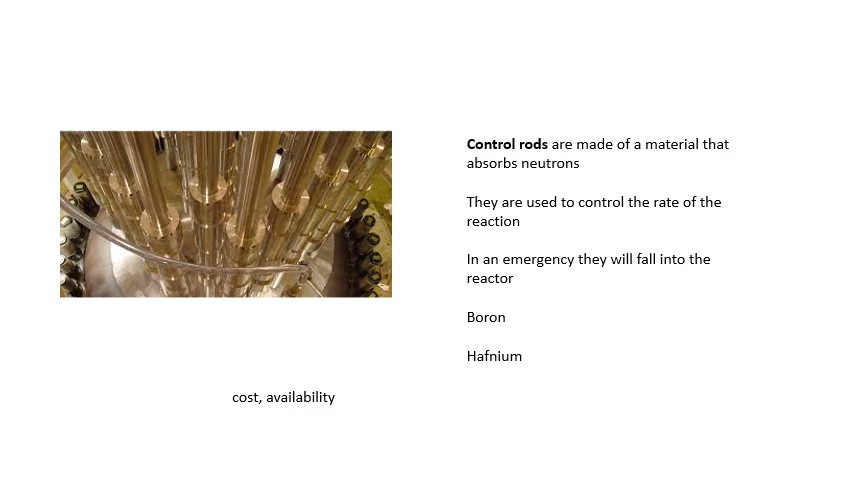 Control rods are made of a material that
absorbs neutrons
They are used to control the rate of the
reaction
In an emergency they will fall into the
reactor
Boron
Hafnium
cost, availability